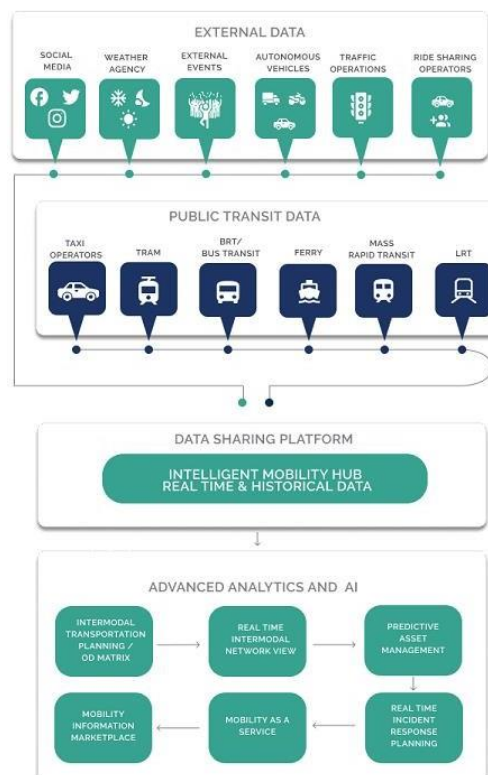 EXTERNAL DATA
SOCIAL
MEDIA
WEATHER
AGENCY
EXTERNAL
EVENTS
AUTONOMOUS
VEHICLES
TRAFFIC
OPERATIONS
RIDE SHARING
OPERATORS
PUBLIC TRANSIT DATA
TAXI
OPERATORS
TRAM
BRT/
BUS TRANSIT
FERRY
MASS
RAPID TRANSIT
LRT
DATA SHARING PLATFORM
INTELLIGENT MOBILITY HUB
REAL TIME & HISTORICAL DATA
ADVANCED ANALYTICS AND AI
INTERMODAL
TRANSPORTATION
PLANNING /
OD MATRIX
REAL TIME
INTERMODAL
NETWORK VIEW
PREDICTIVE
ASSET
MANAGEMENT
MOBILITY
INFORMATION
MARKETPLACE
MOBILITY AS A
SERVICE
REAL TIME
INCIDENT
RESPONSE
PLANNING